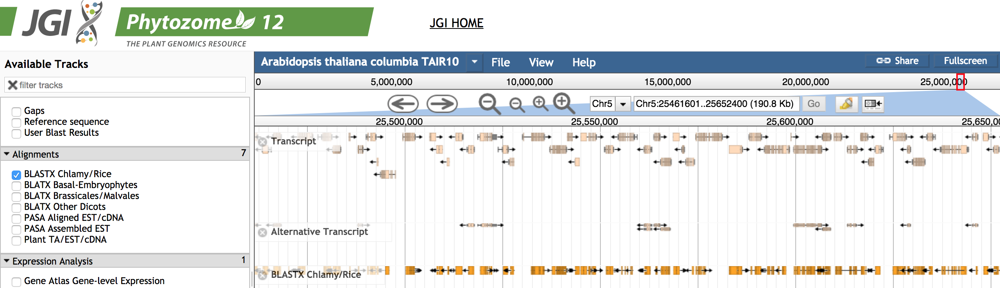 JGI
Phytozome 12
THE PLANT GENOMICS RESOURCE
JGI HOME
Available Tracks
filter tracks
Gaps
Reference sequence
User Blast Results
Alignments 7
BLASTX Chlamy/Rice
BLATX Basal-Embryophytes
BLATX Brassicales/Malvales
BLATX Other Dicots
PASA Aligned EST/cDNA
PASA Assembled EST
Plant TA/EST/cDNA
Expression Analysis 1
Gene Atlas Gene-level Expression
Arabidopsis thaliana columbia TAIR10 File View Help Share Fullscreen
0 5,000,000 10,000,000 15,000,000 20,000,000 25,000,000
Chr5 Chr5:25461601..25652400 (190.8 Kb) Go
25,500,000 25,550,000 25,600,000 25,650,00
Transcript
Alternative Transcript
BLASTX Chlamy/Rice